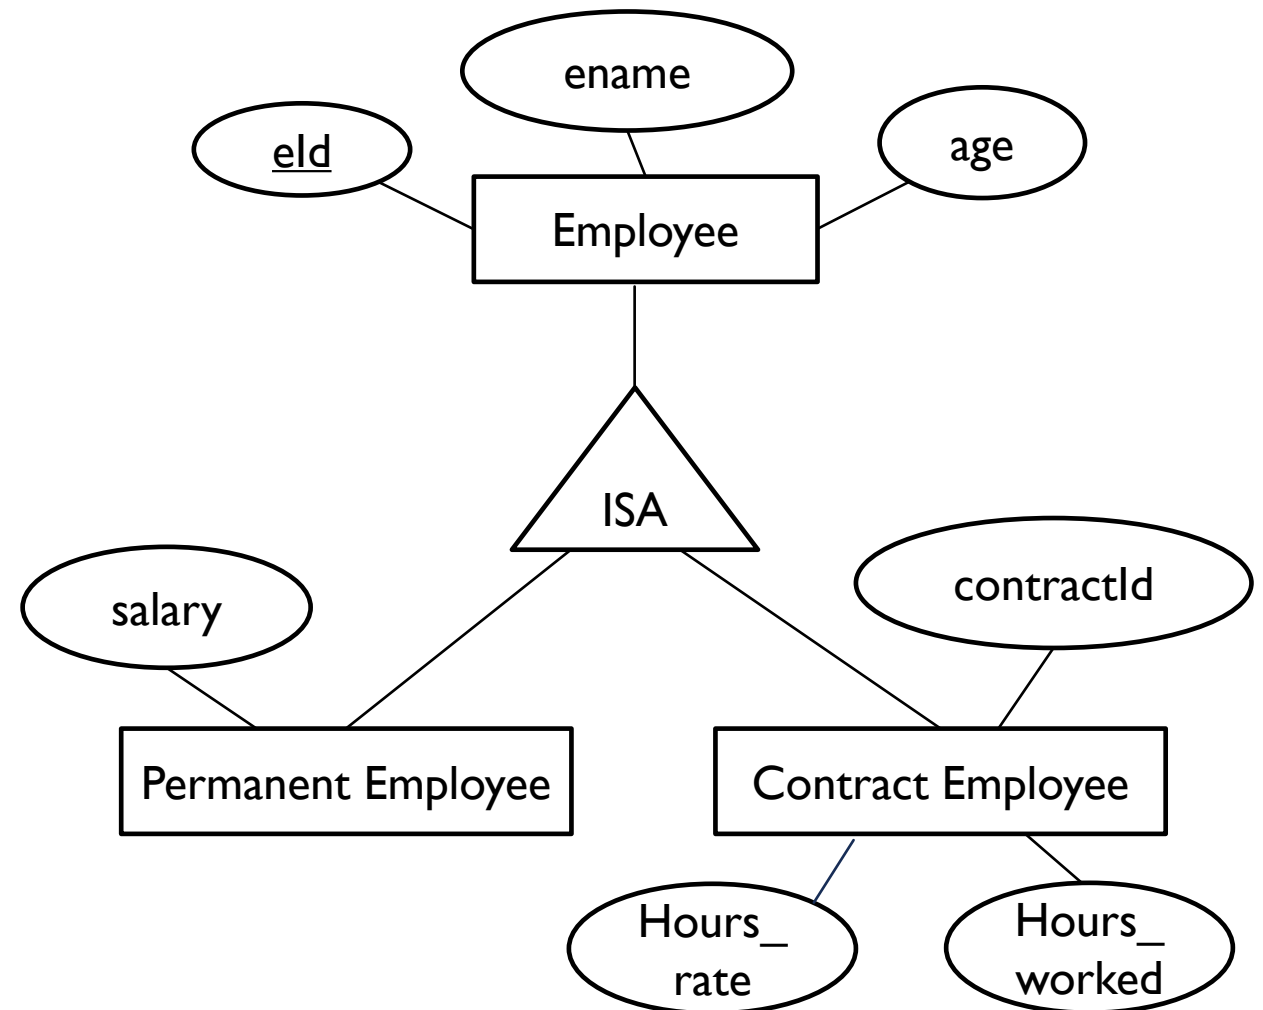 ename
eId
age
Employee
ISA
contractId
salary
Permanent Employee
Contract Employee
Hours_
rate
Hours_
worked